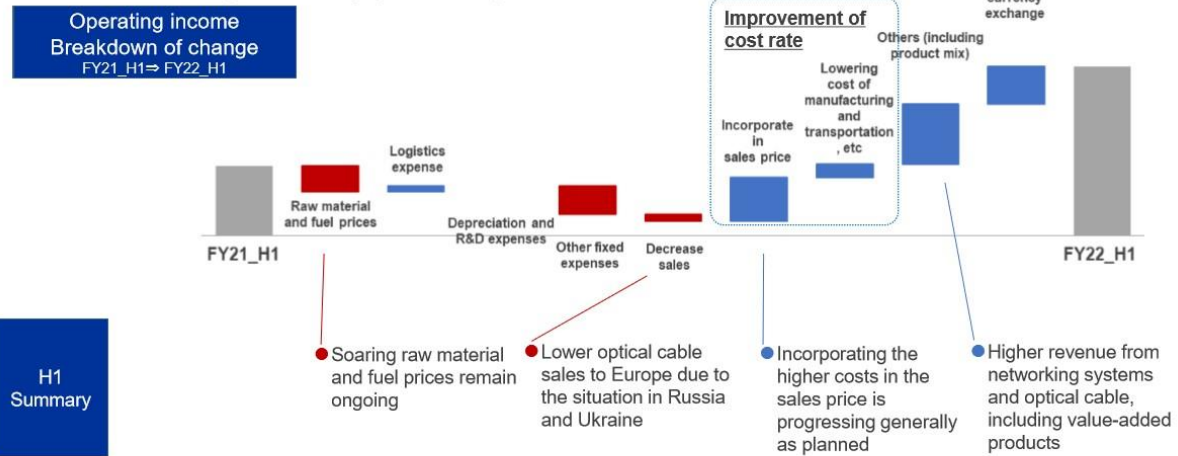 Operating income
Breakdown of change
FY21_H1⇒ FY22_H1
Improvement of
cost rate
exchange
Others (including
product mix)
Lowering
cost of
manufacturing
and
transportation
, etc
Incorporate
in
sales price
Logistics
expense
Raw material
and fuel prices
Depreciation and
R&D expenses
Other fixed
expenses
Decrease
sales
FY21_H1
FY22_H1
H1
Summary
Soaring raw material
and fuel prices remain
ongoing
Lower optical cable
sales to Europe due to
the situation in Russia
and Ukraine
Incorporating the
higher costs in the
sales price is
progressing generally
as planned
Higher revenue from
networking systems
and optical cable,
including value-added
products